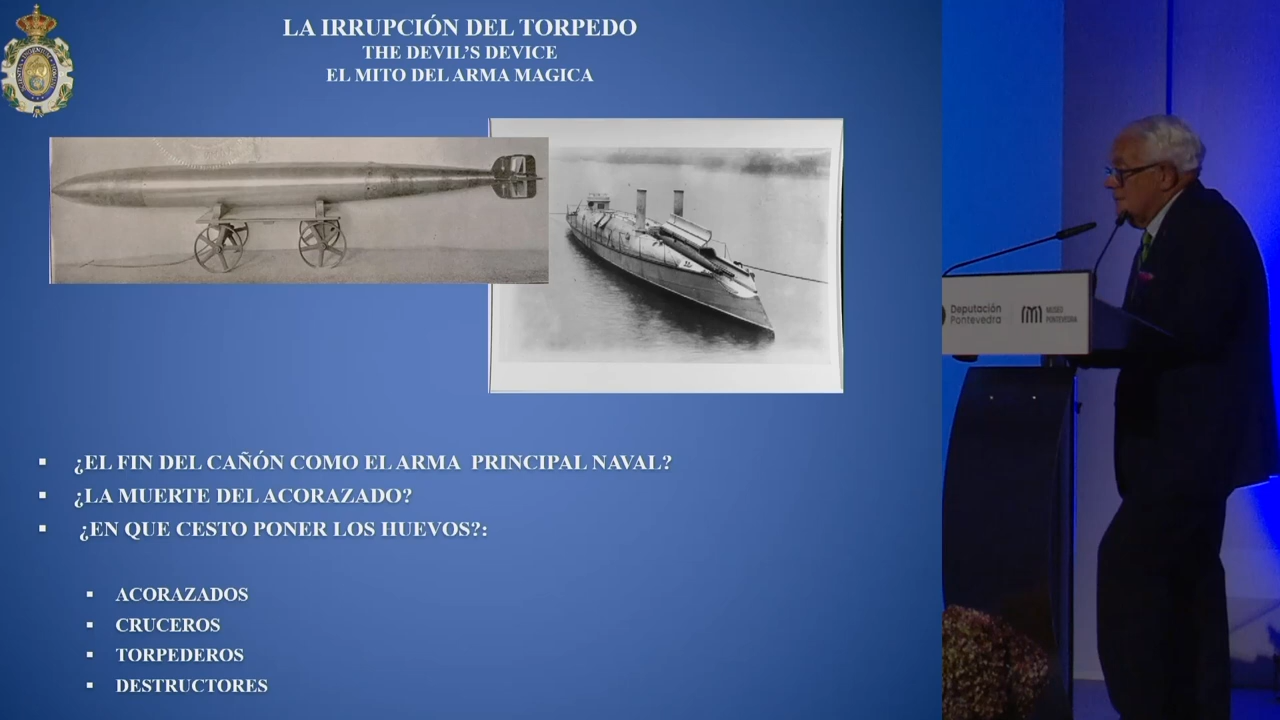 LA IRRUPCIÓN DEL TORPEDO
THE DEVIL'S DEVICE
EL MITO DEL ARMA MAGICA
▪ ¿EL FIN DEL CAÑÓN COMO EL ARMA PRINCIPAL NAVAL?
▪ ¿LA MUERTE DEL ACORAZADO?
▪ ¿EN QUE CESTO PONER LOS HUEVOS?:
▪ ACORAZADOS
▪ CRUCEROS
▪ TORPEDEROS
▪ DESTRUCTORES
Deputación
Pontevedra
MUSEO
PONTEVEDRA